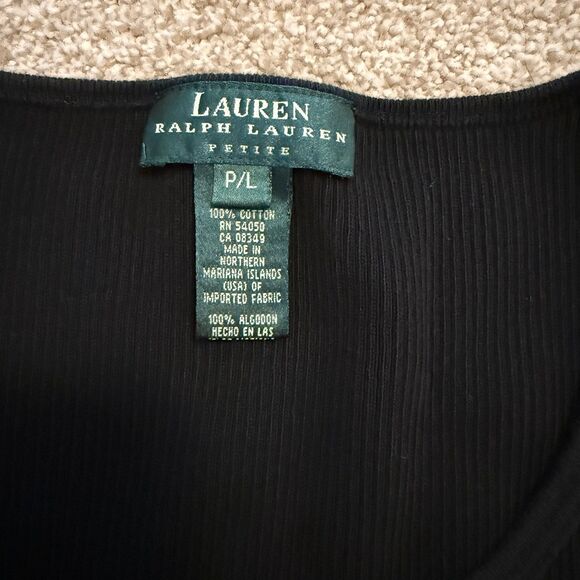 LAUREN
RALPH LAUREN
PETITE
P/L
100% COTTON
RN 54050
CA 08349
MADE IN
NORTHERN
MARIANA ISLANDS
(USA) OF
IMPORTED FABRIC
100% ALGODON
HECHO EN LAS